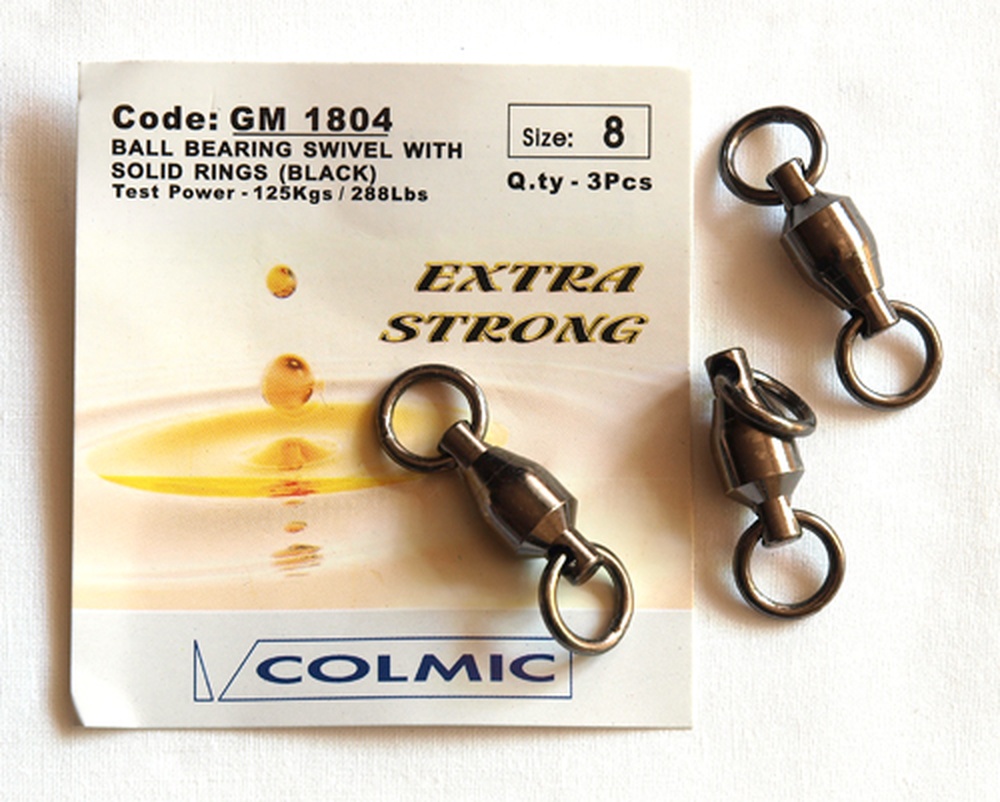 Code: GM 1804
BALL BEARING SWIVEL WITH
SOLID RINGS (BLACK)
Test Power - 125Kgs / 288Lbs
Size: 8
Q.ty - 3Pcs
EXTRA
STRONG
COLMIC